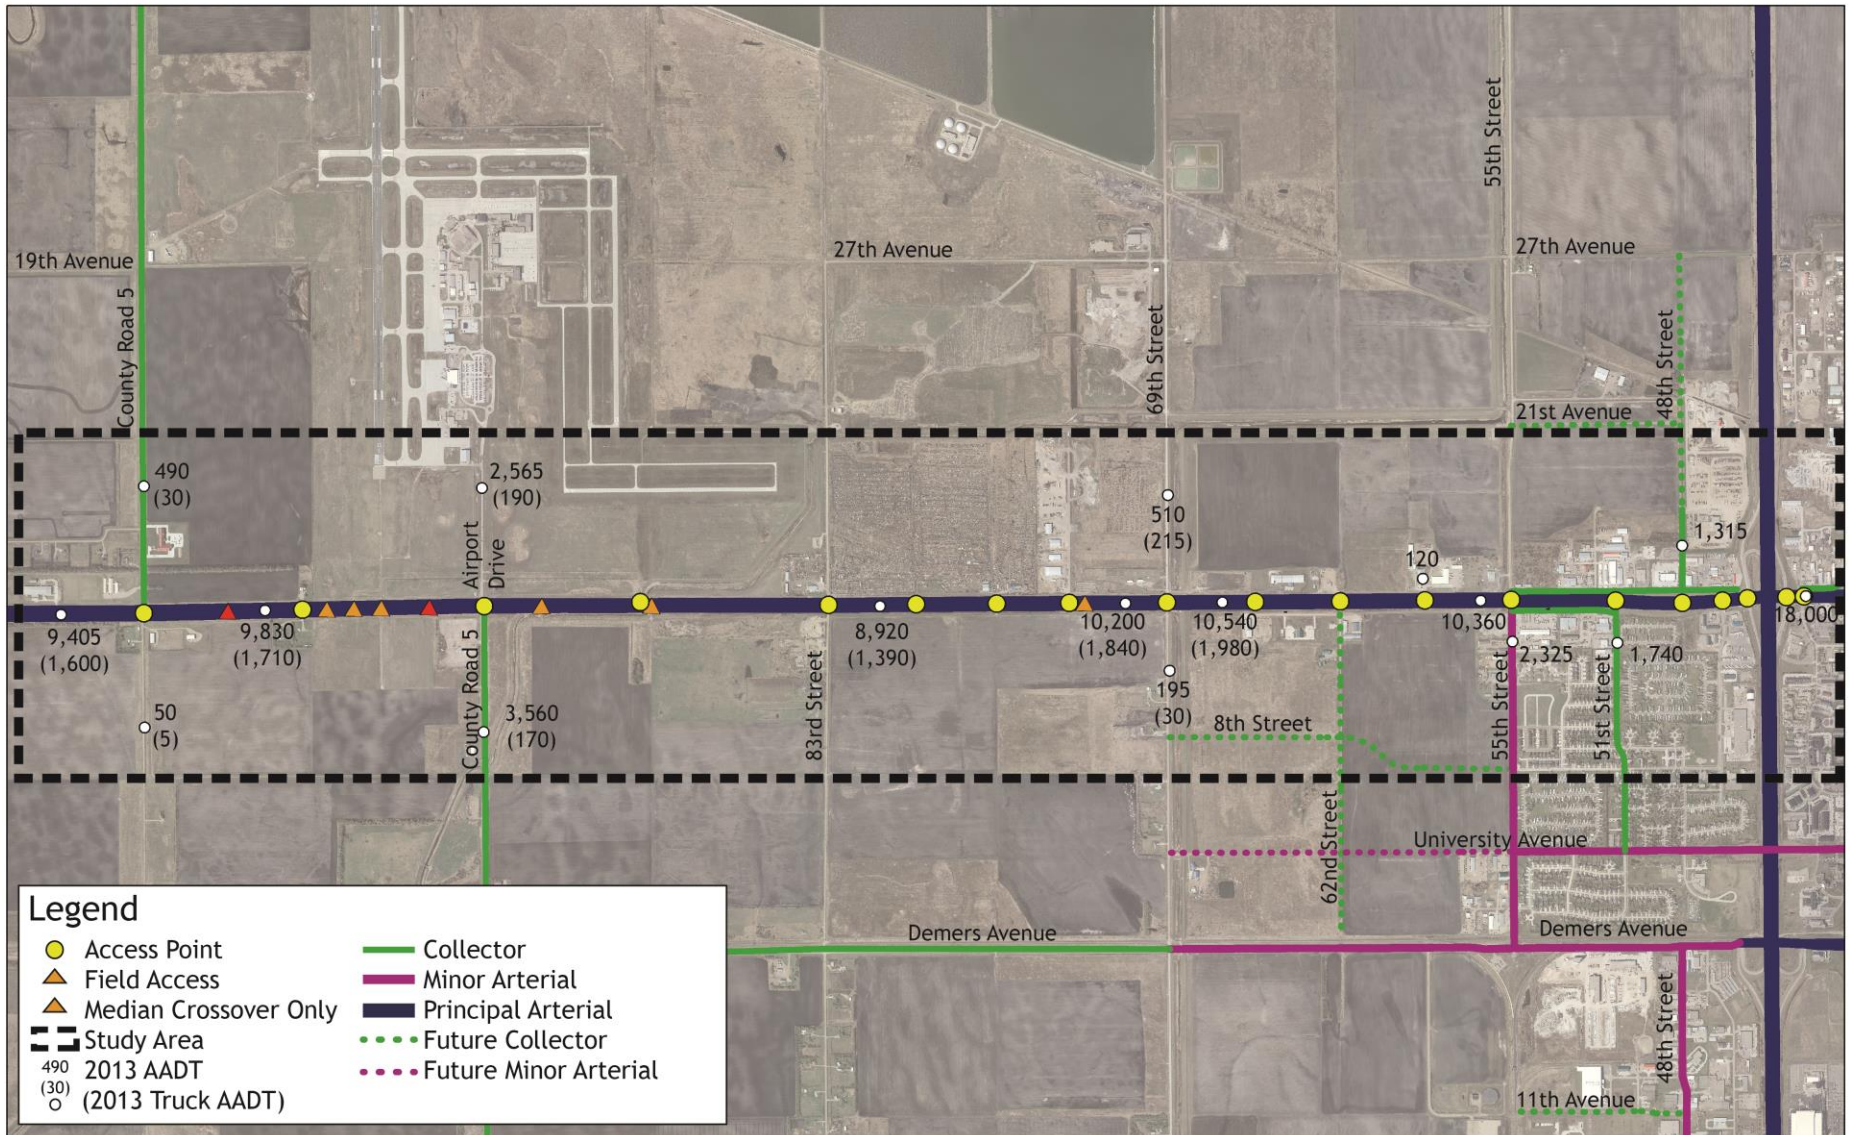 55th Street
19th Avenue
27th Avenue
27th Avenue
County Road 5
69th Street
48th Street
21st Avenue
490
(30)
2,565
(190)
510
(215)
1,315
Airport
Drive
120
9,405
(1,600)
9,830
(1,710)
8,920
(1,390)
10,200
(1,840)
10,540
(1,980)
10,360
18,000
2,325
1,740
50
(5)
County Road 5
3,560
(170)
83rd Street
195
(30)
8th Street
55th Street
51st Street
62nd Street
University Avenue
Demers Avenue
Demers Avenue
48th Street
11th Avenue
Legend
Access Point
Field Access
Median Crossover Only
Study Area
490
(30)
2013 AADT
(2013 Truck AADT)
Collector
Minor Arterial
Principal Arterial
Future Collector
Future Minor Arterial